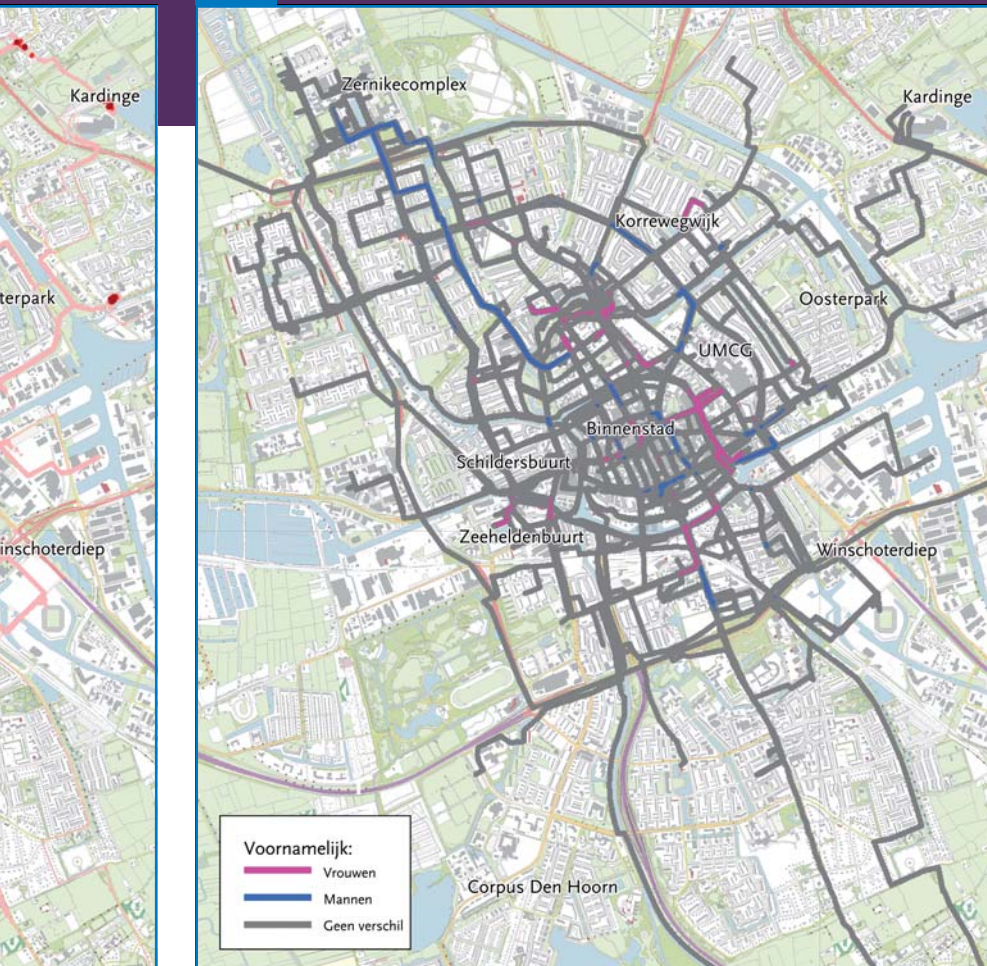 Kardinge
terpark
inschoterdiep
Zernikecomplex
Kardinge
Korrewegwijk
Oosterpark
UMCG
Binnenstad
Schildersbuurt
Zeeheldenbuurt
Winschoterdiep
Corpus Den Hoorn
Voornamelijk:
Vrouwen
Mannen
Geen verschil